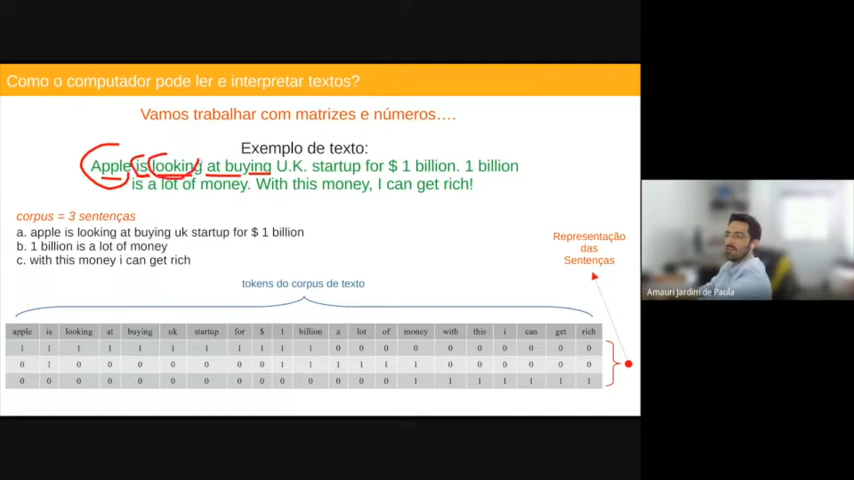 Como o computador pode ler e interpretar textos?
Vamos trabalhar com matrizes e números….
Exemplo de texto:
Apple is looking at buying U.K. startup for $ 1 billion. 1 billion
is a lot of money. With this money, I can get rich!
corpus = 3 sentenças
a. apple is looking at buying uk startup for $ 1 billion
b. 1 billion is a lot of money
c. with this money i can get rich
Representação
das
Sentenças
tokens do corpus de texto
apple is looking at buying uk startup for $ 1 billion a lot of money with this i can get rich
1 1 1 1 1 1 1 1 1 1 1 0 0 0 0 0 0 0 0 0 0
0 1 0 0 0 0 0 0 0 1 1 1 1 1 1 0 0 0 0 0 0
0 0 0 0 0 0 0 0 0 0 0 0 0 0 1 1 1 1 1 1 1
Amauri Jardim de Paula